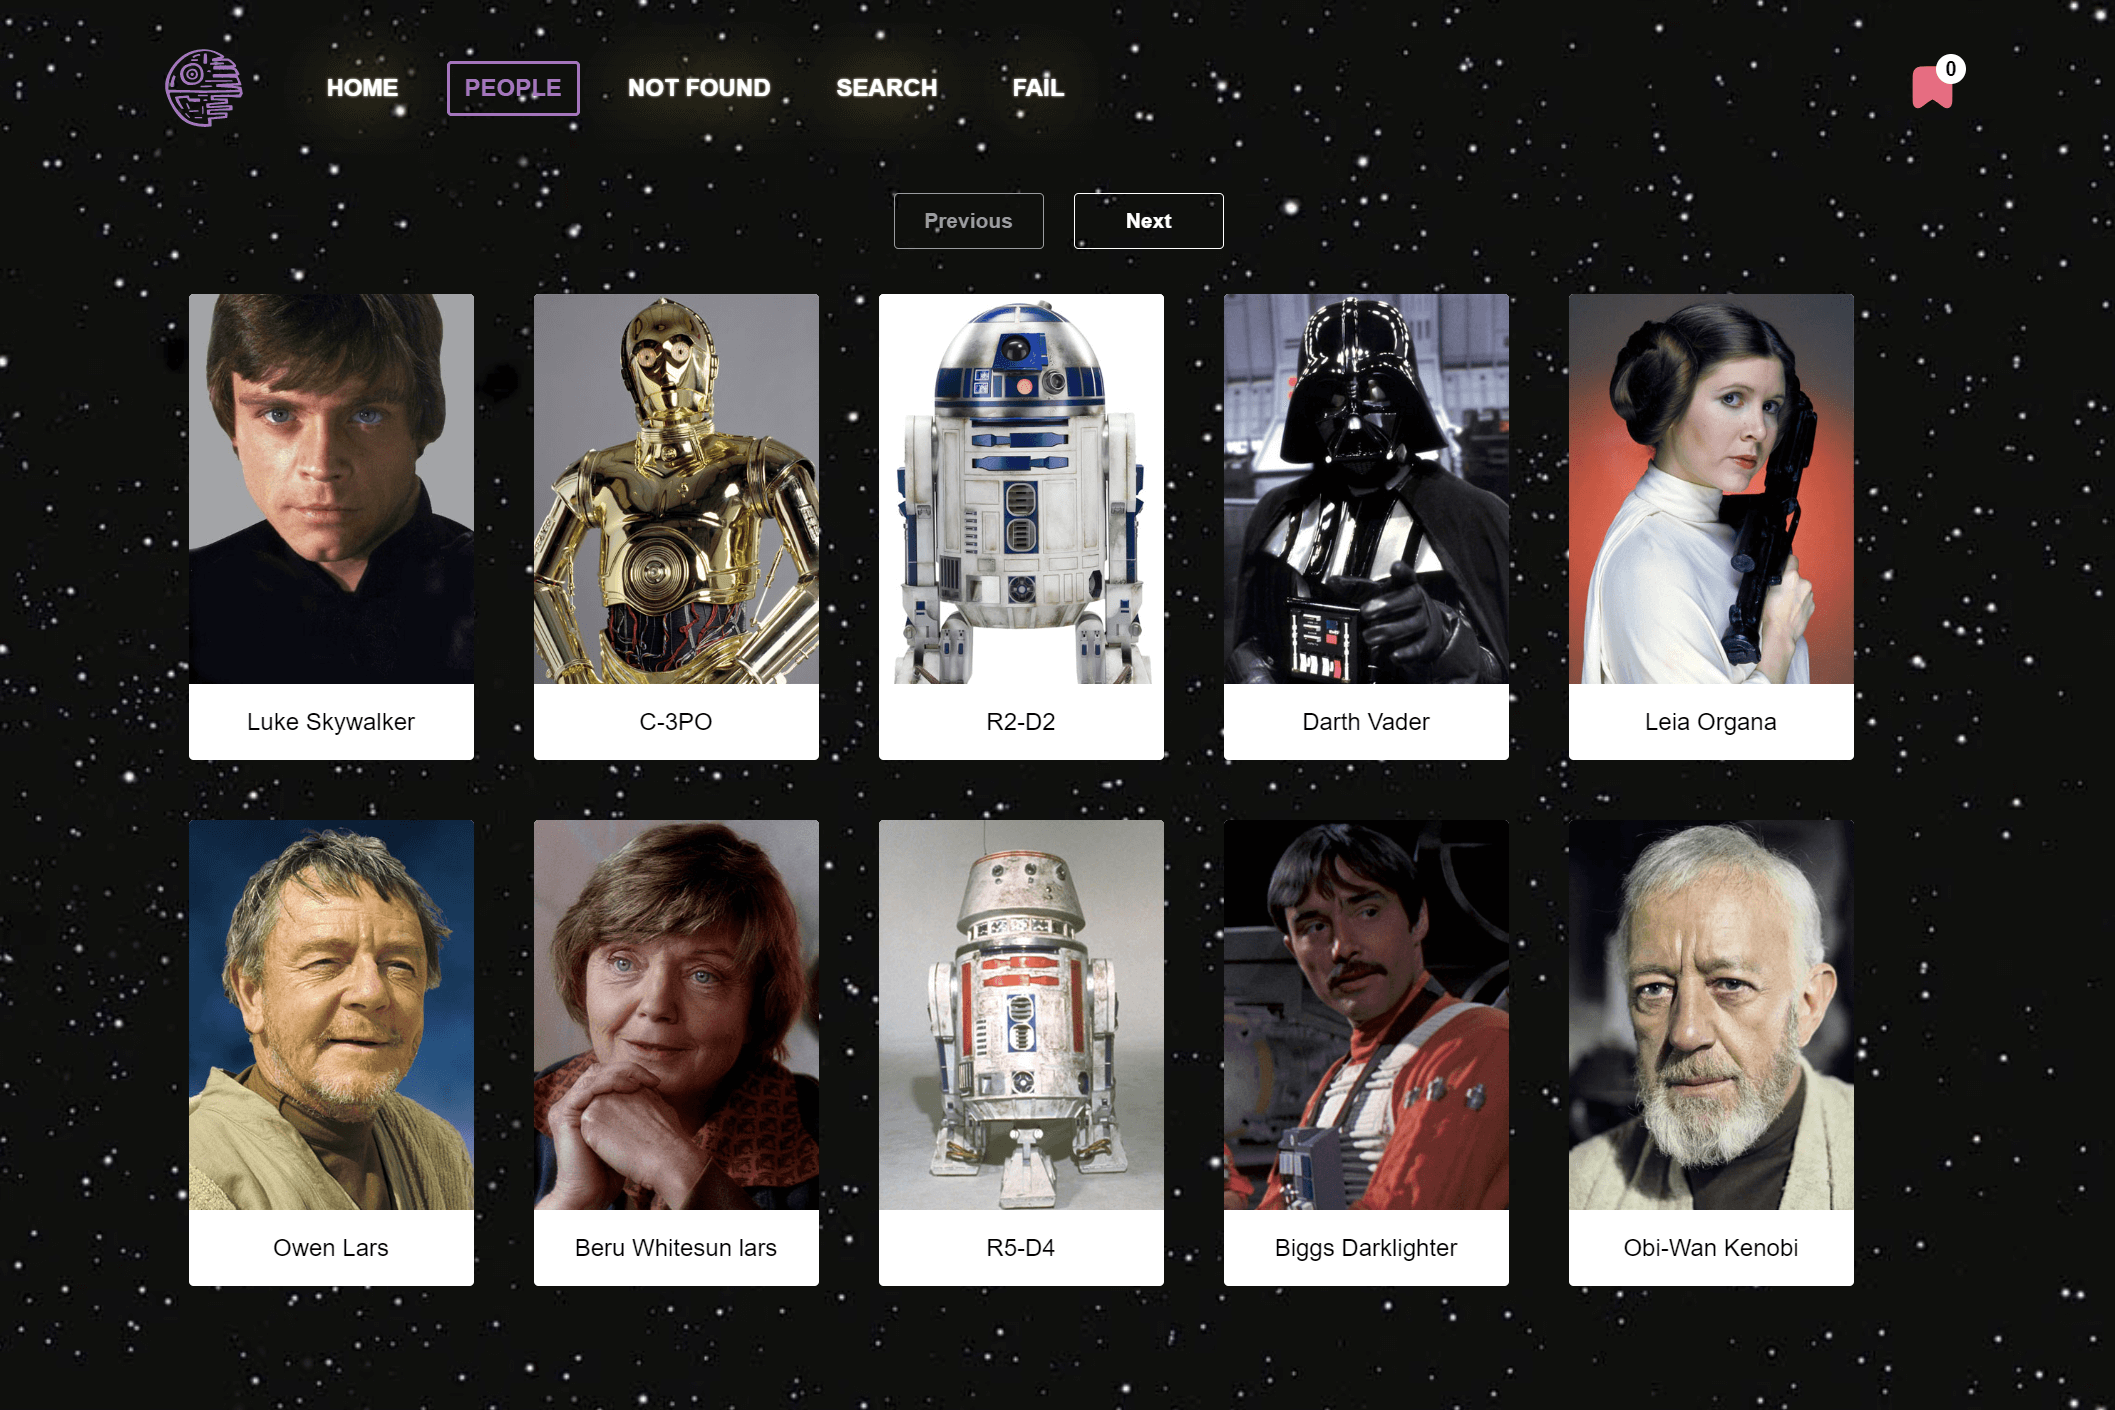 HOME
PEOPLE
NOT FOUND
SEARCH
FAIL
0
Previous
Next
Luke Skywalker
C-3PO
R2-D2
Darth Vader
Leia Organa
Owen Lars
Beru Whitesun lars
R5-D4
Biggs Darklighter
Obi-Wan Kenobi